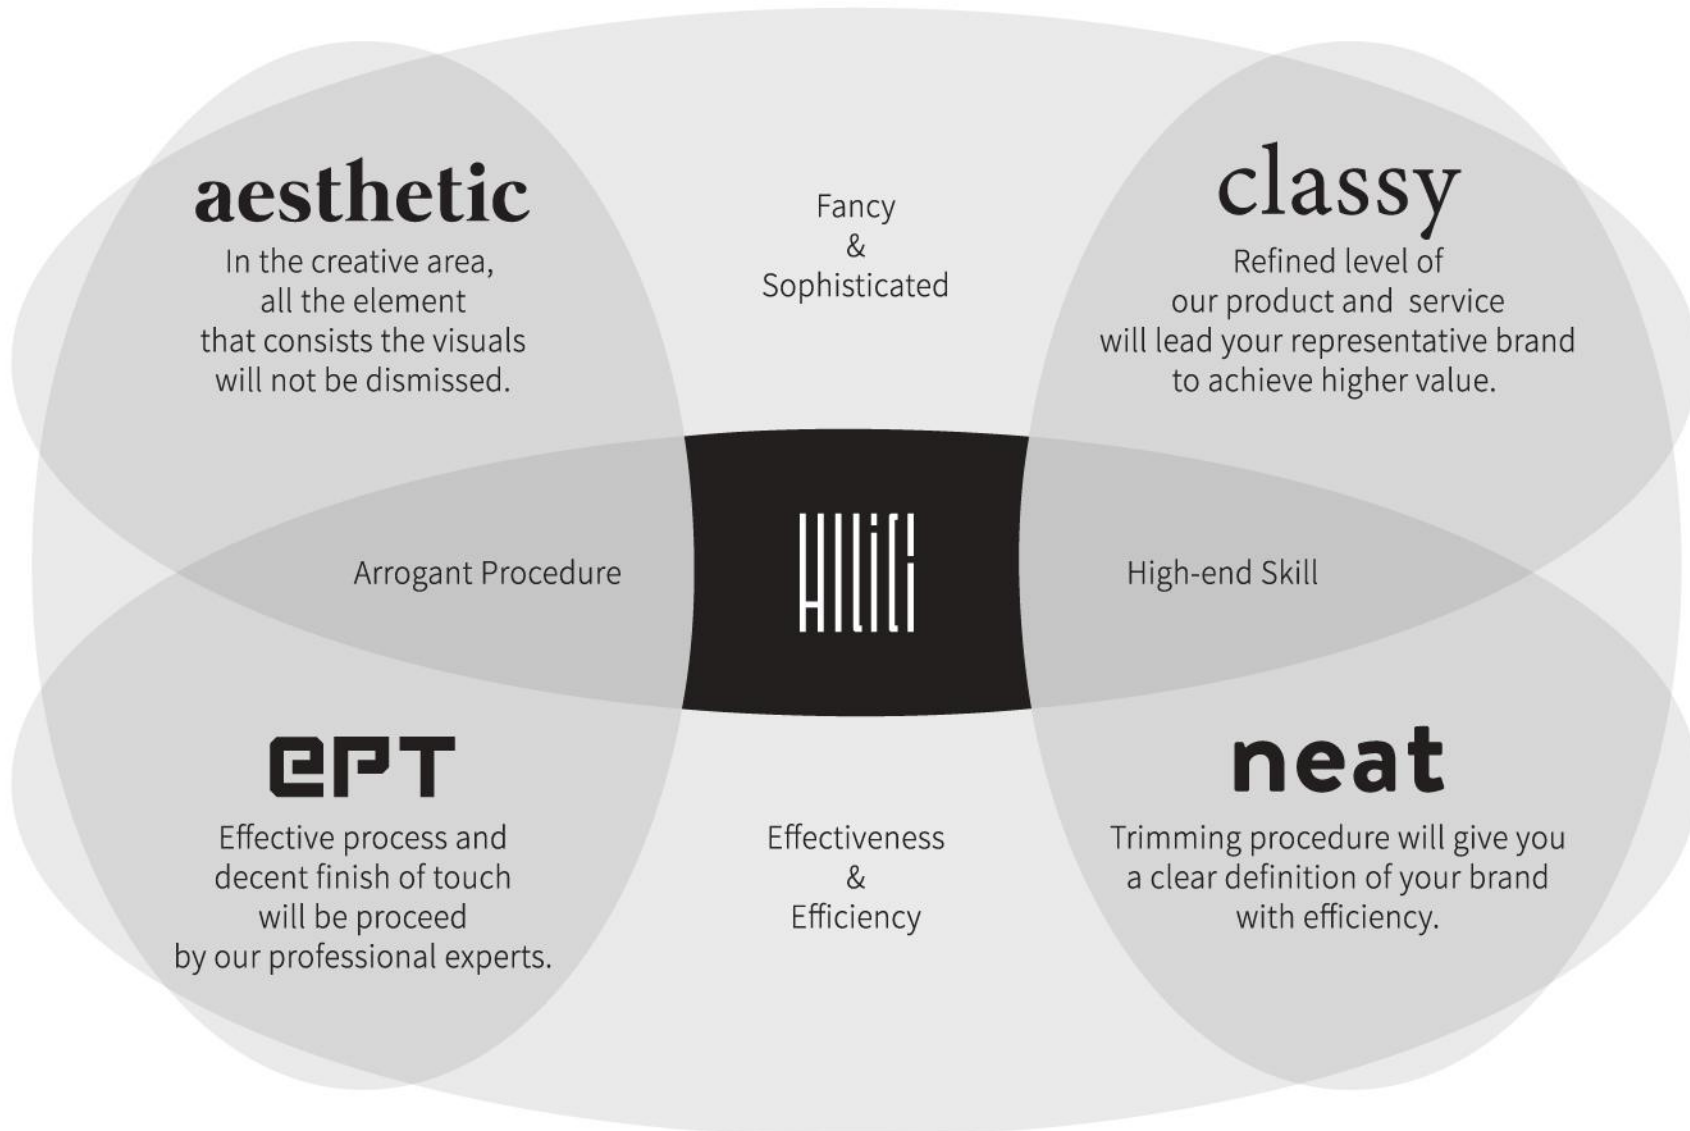 aesthetic
In the creative area,
all the element
that consists the visuals
will not be dismissed.
Fancy
&
Sophisticated
classy
Refined level of
our product and service
will lead your representative brand
to achieve higher value.
Arrogant Procedure
High-end Skill
ePT
Effective process and
decent finish of touch
will be proceed
by our professional experts.
Effectiveness
&
Efficiency
neat
Trimming procedure will give you
a clear definition of your brand
with efficiency.